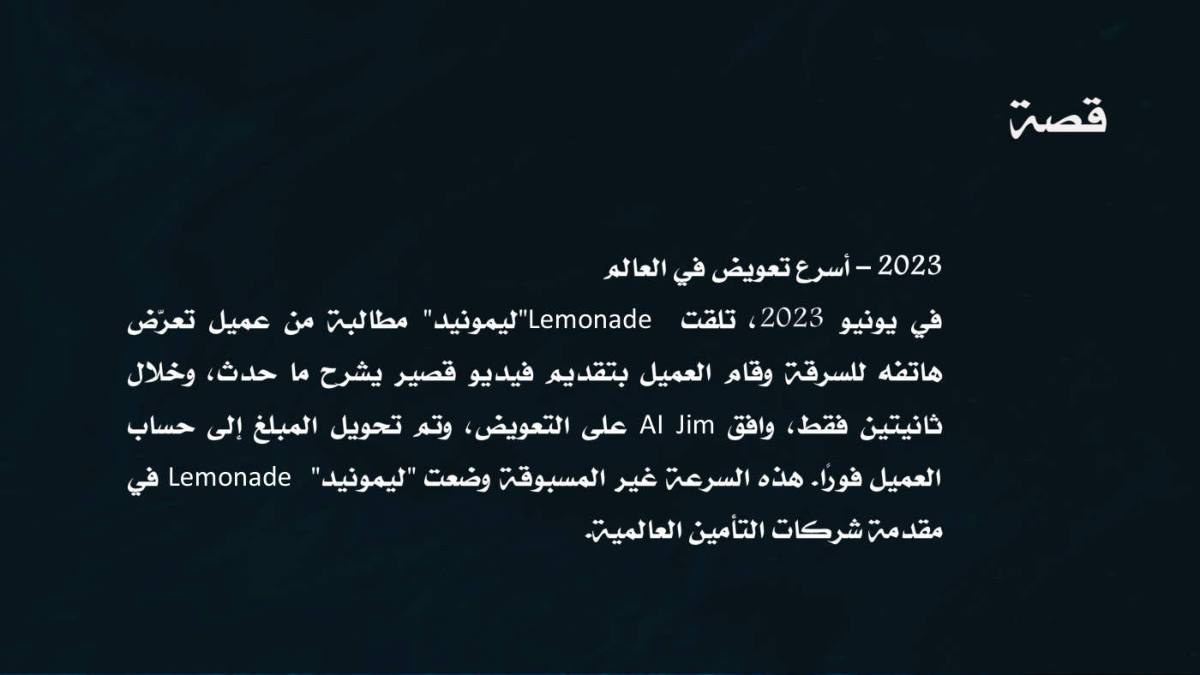 قصة
2023 – أسرع تعويض في العالم
في يونيو 2023، تلقت Lemonade"ليمونيد" مطالبة من عميل تعرّض
هاتفه للسرقة وقام العميل بتقديم فيديو قصير يشرح ما حدث، وخلال
ثانيتين فقط، وافق AI Jim على التعويض، وتم تحويل المبلغ إلى حساب
العميل فورًا. هذه السرعة غير المسبوقة وضعت "ليمونيد" Lemonade في
مقدمة شركات التأمين العالمية.